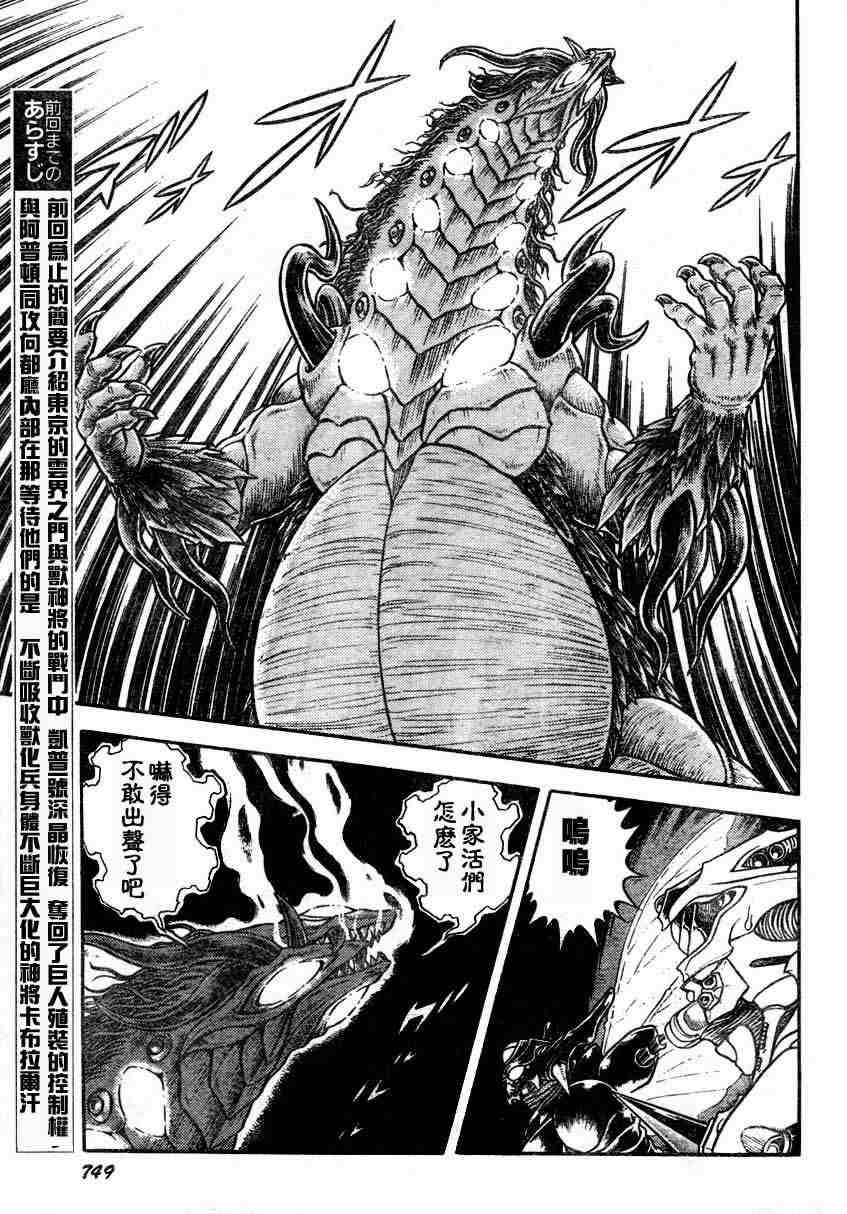 前回までの
あらすじ
前回為止的簡要介紹東京的雲界之門與獸神將的戰鬥中 凱普號深晶恢復 奪回了巨人殖裝的控制權
與阿普頓同攻向都廳內部在那等待他們的是 不斷吸收獸化兵身體不斷巨大化的神將卡布拉爾汗
嗚嗚
小家活們
怎麼了
嚇得
不敢出聲了吧
749